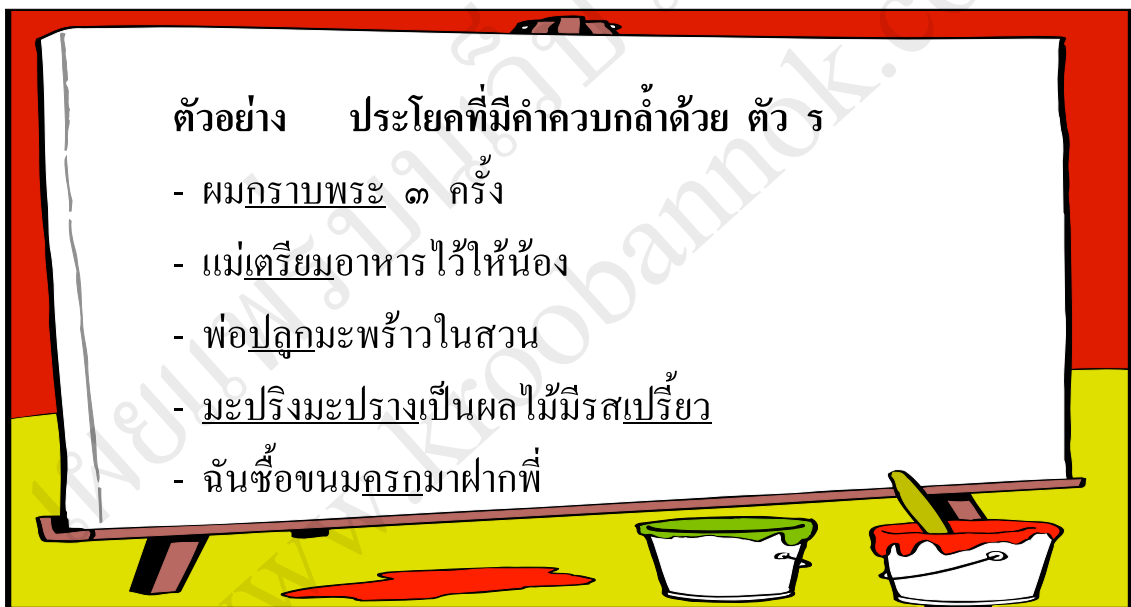 ตัวอย่าง ประโยคที่มีคำควบกล้ำด้วย ตัว ร
- ผมกราบพระ ๓ ครั้ง
- แม่เตรียมอาหารไว้ให้น้อง
- พ่อปลูกมะพร้าวในสวน
- มะปริงมะปรางเป็นผลไม้มีรสเปรี้ยว
- ฉันซื้อขนมครกมาฝากพี่
www.kroobannok.co